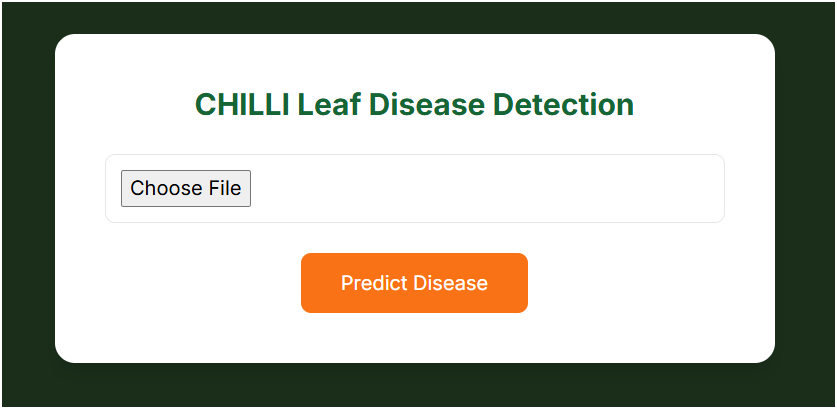 CHILLI Leaf Disease Detection
Choose File
Predict Disease